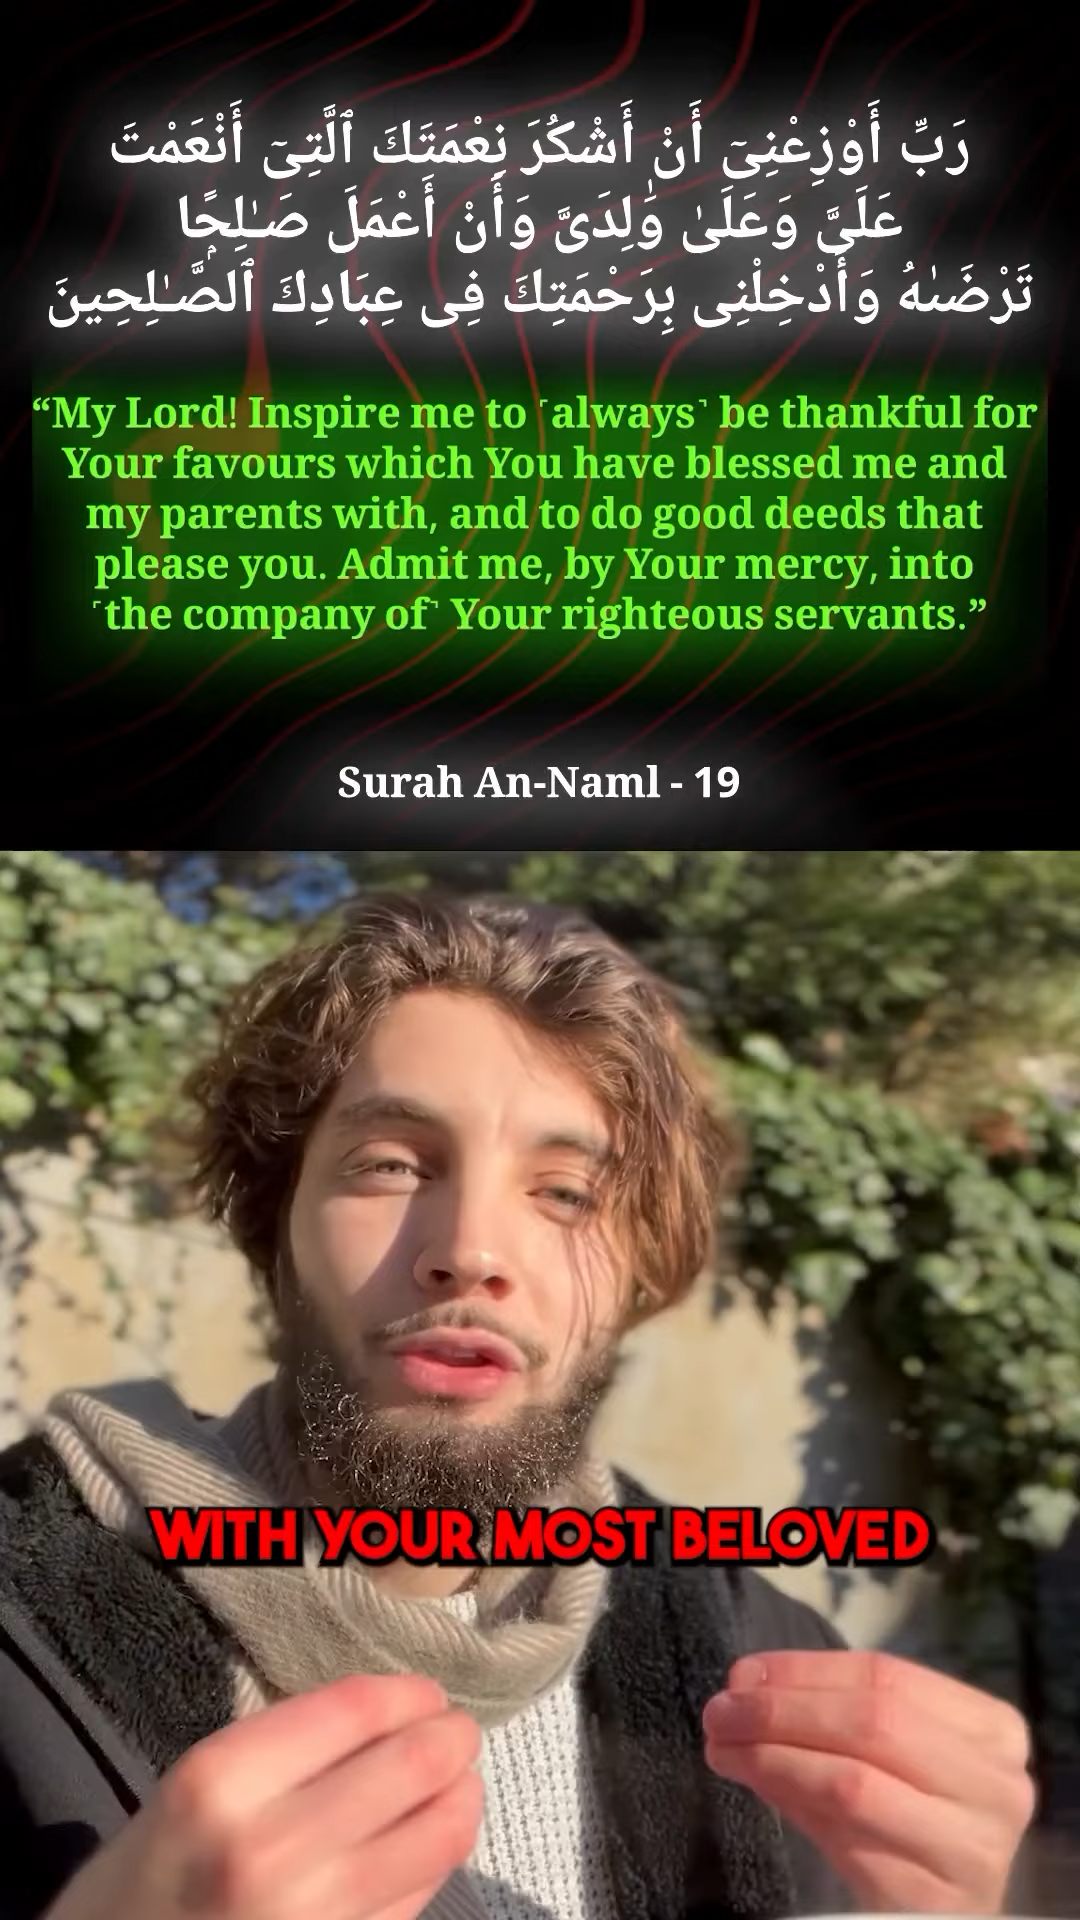 رَبِّ أَوْزِعْنِىٓ أَنْ أَشْكُرَ نِعْمَتَكَ ٱلَّتِىٓ أَنْعَمْتَ
عَلَىَّ وَعَلَىٰ وَٰلِدَىَّ وَأَنْ أَعْمَلَ صَـٰلِحًۭا
تَرْضَىٰهُ وَأَدْخِلْنِى بِرَحْمَتِكَ فِى عِبَادِكَ ٱلصَّـٰلِحِينَ
“My Lord! Inspire me to ˹always˺ be thankful for
Your favours which You have blessed me and
my parents with, and to do good deeds that
please you. Admit me, by Your mercy, into
˹the company of˺ Your righteous servants.”
Surah An-Naml - 19
WITH YOUR MOST BELOVED